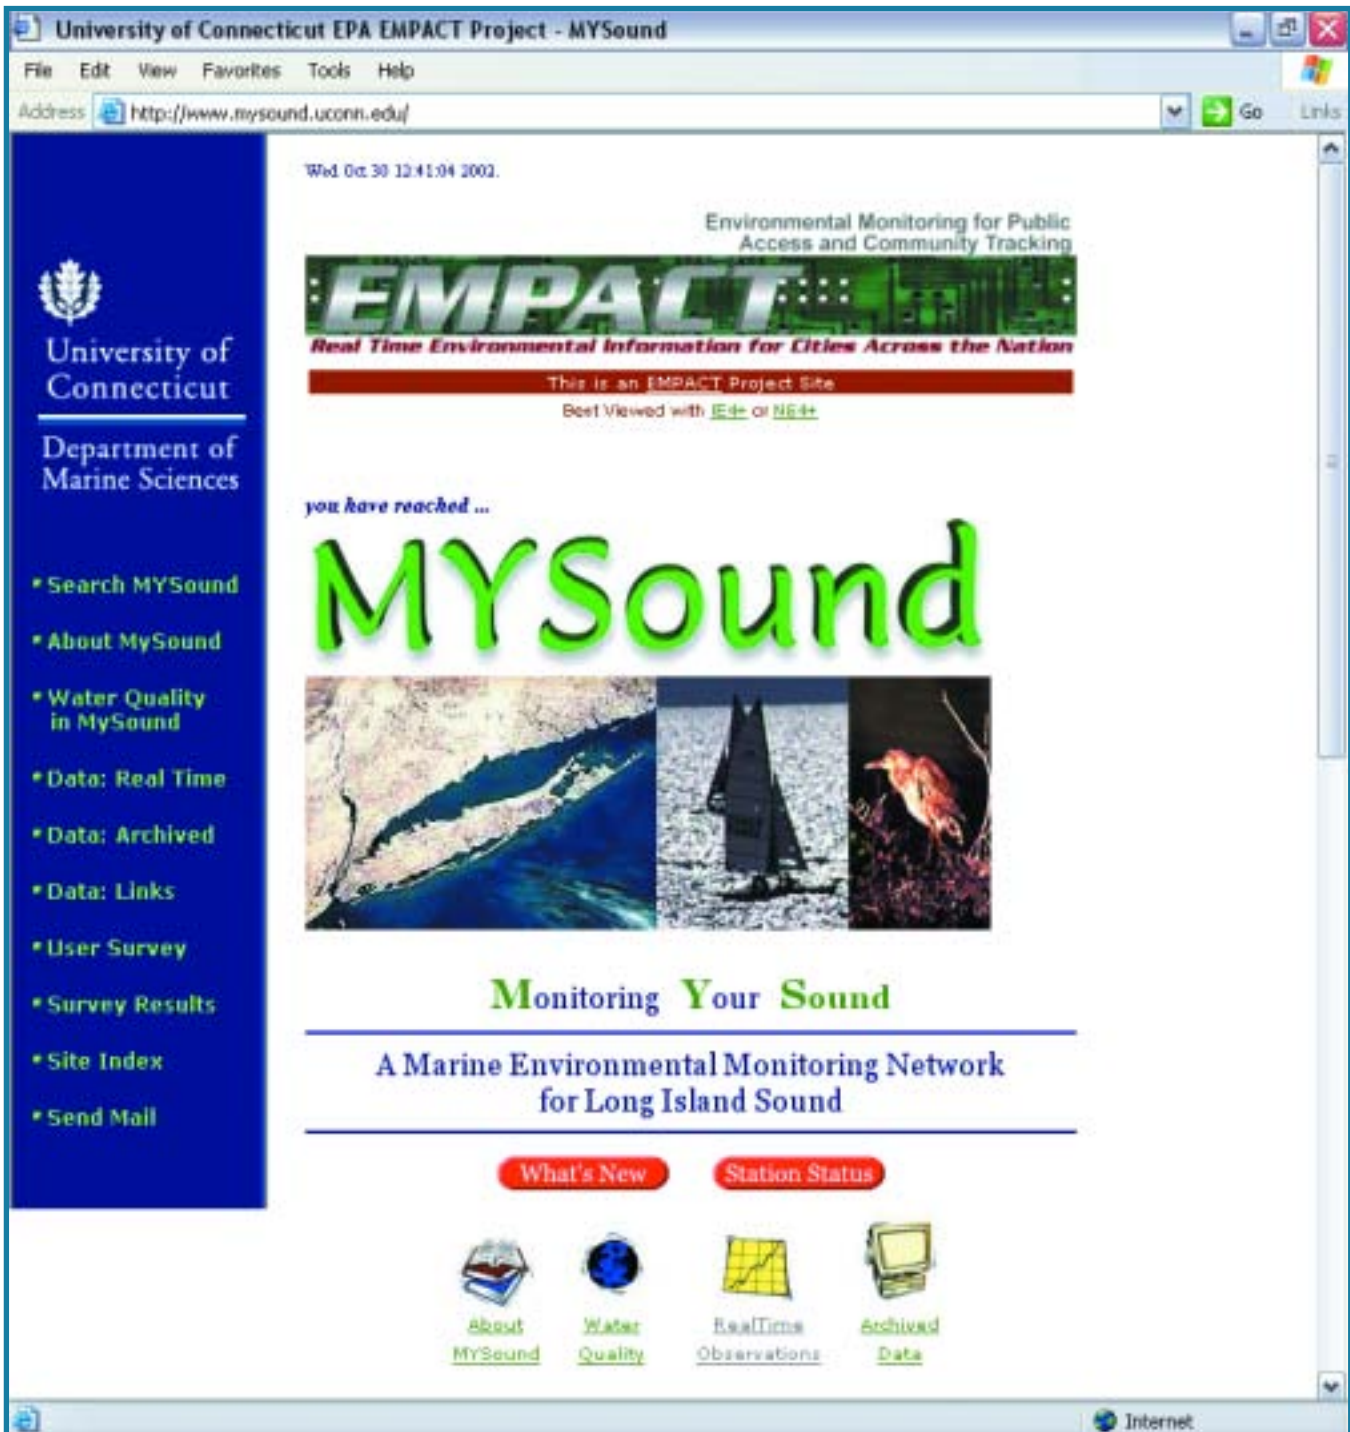 University of Connecticut EPA EMPACT Project - MYSound
File Edit View Favorites Tools Help
Address http://www.mysound.uconn.edu/ Go Links
Wed Oct 30 12:41:04 2002.
Environmental Monitoring for Public
Access and Community Tracking
EMPACT
Real Time Environmental Information for Cities Across the Nation
This is an EMPACT Project Site
Best Viewed with IE4+ or NE4+
University of
Connecticut
Department of
Marine Sciences
Search MYSound
About MySound
Water Quality
in MySound
Data: Real Time
Data: Archived
Data: Links
User Survey
Survey Results
Site Index
Send Mail
you have reached ...
MYSound
Monitoring Your Sound
A Marine Environmental Monitoring Network
for Long Island Sound
What's New Station Status
About
MYSound
Water
Quality
RealTime
Observations
Archived
Data
Internet